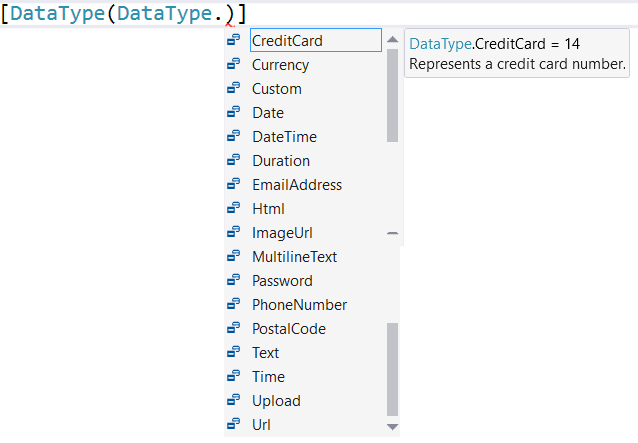 [DataType(DataType.)]
CreditCard
DataType.CreditCard = 14
Represents a credit card number.
Currency
Custom
Date
DateTime
Duration
EmailAddress
Html
ImageUrl
MultilineText
Password
PhoneNumber
PostalCode
Text
Time
Upload
Url